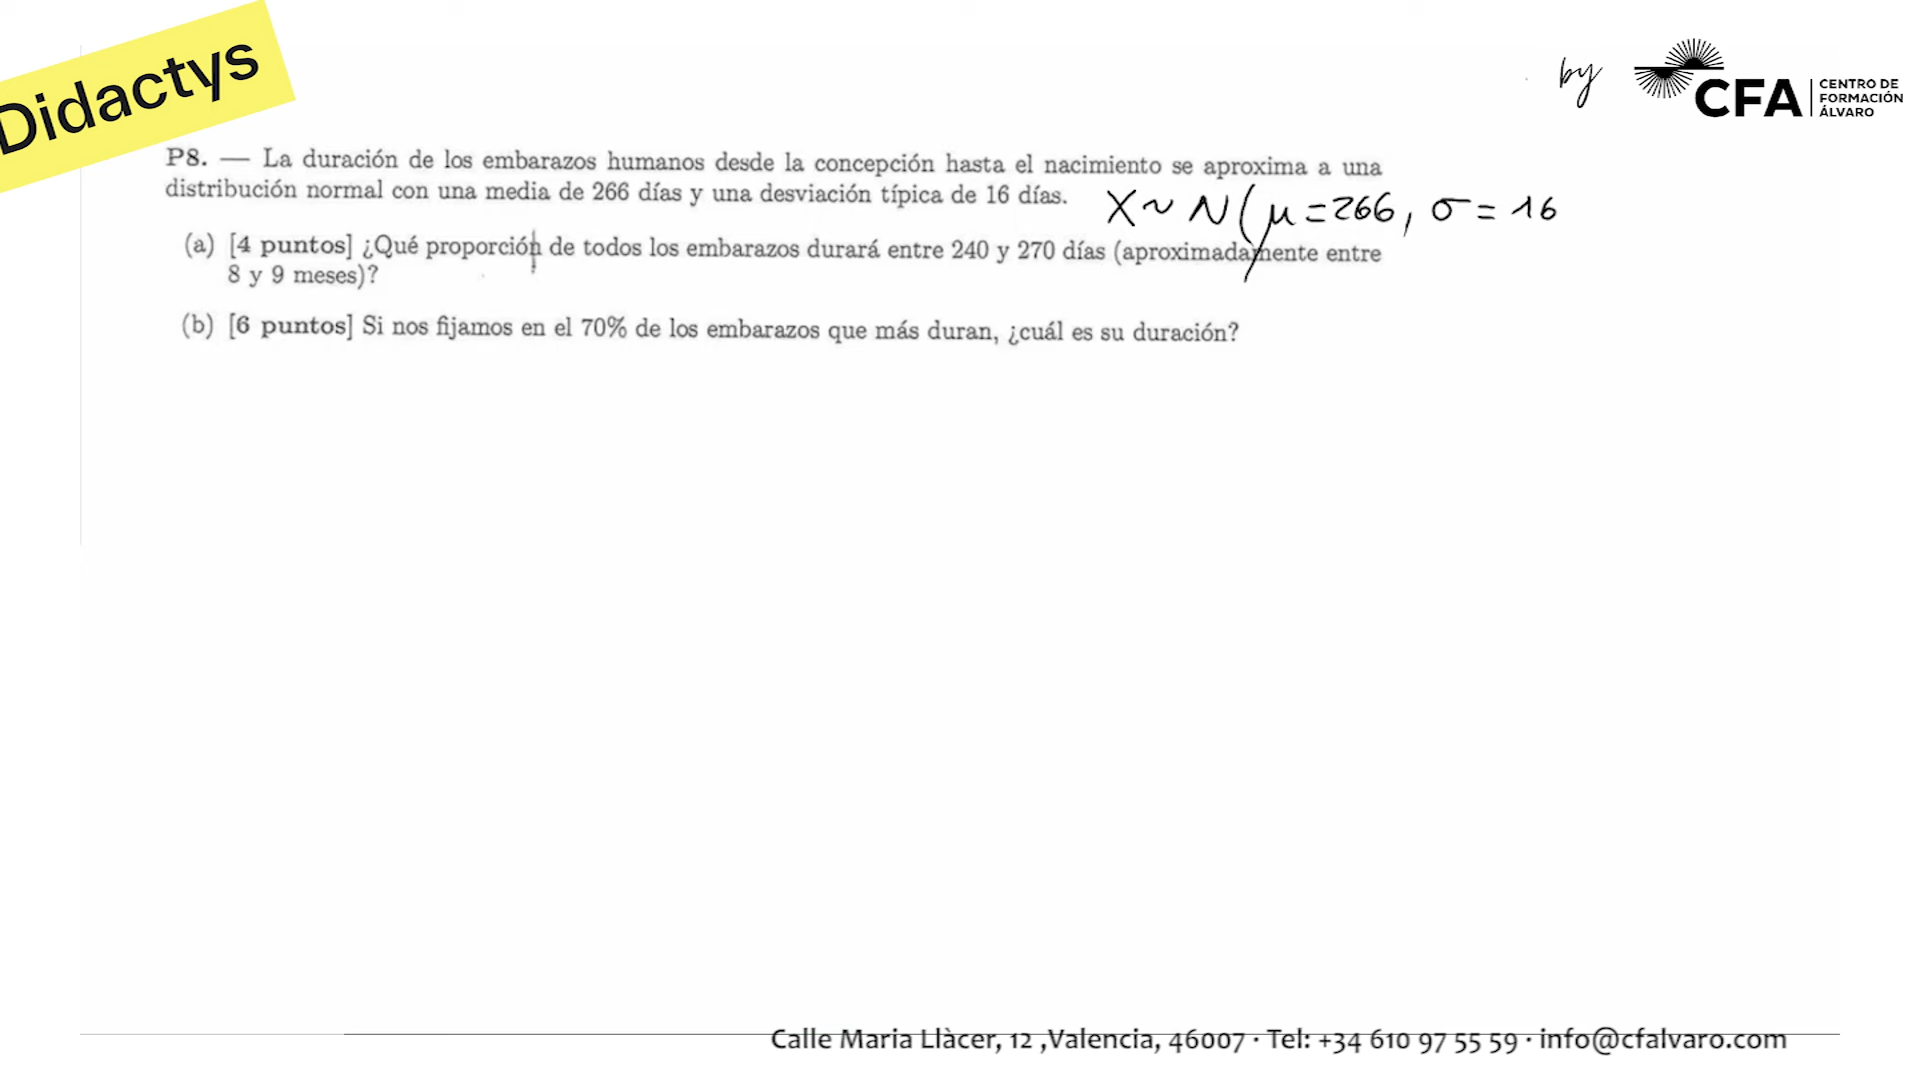 Didactys
by
CFA
CENTRO DE
FORMACIÓN
ÁLVARO
P8. — La duración de los embarazos humanos desde la concepción hasta el nacimiento se aproxima a una
distribución normal con una media de 266 días y una desviación típica de 16 días.
X ~ N(μ=266, σ=16
(a) [4 puntos] ¿Qué proporción de todos los embarazos durará entre 240 y 270 días (aproximadamente entre
8 y 9 meses)?
(b) [6 puntos] Si nos fijamos en el 70% de los embarazos que más duran, ¿cuál es su duración?
Calle Maria Llàcer, 12 ,Valencia, 46007 · Tel: +34 610 97 55 59 · info@cfalvaro.com